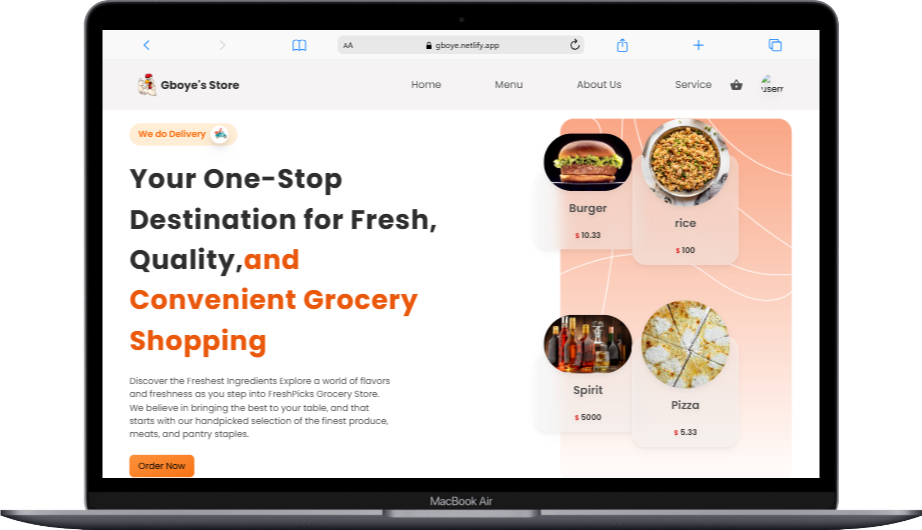 AA
gboye.netlify.app
Gboye's Store
Home
Menu
About Us
Service
userr
We do Delivery
Your One-Stop
Destination for Fresh,
Quality,and
Convenient Grocery
Shopping
Discover the Freshest Ingredients Explore a world of flavors
and freshness as you step into FreshPicks Grocery Store.
We believe in bringing the best to your table, and that
starts with our handpicked selection of the finest produce,
meats, and pantry staples.
Order Now
Burger
$ 10.33
rice
$ 100
Spirit
$ 5000
Pizza
$ 5.33
MacBook Air